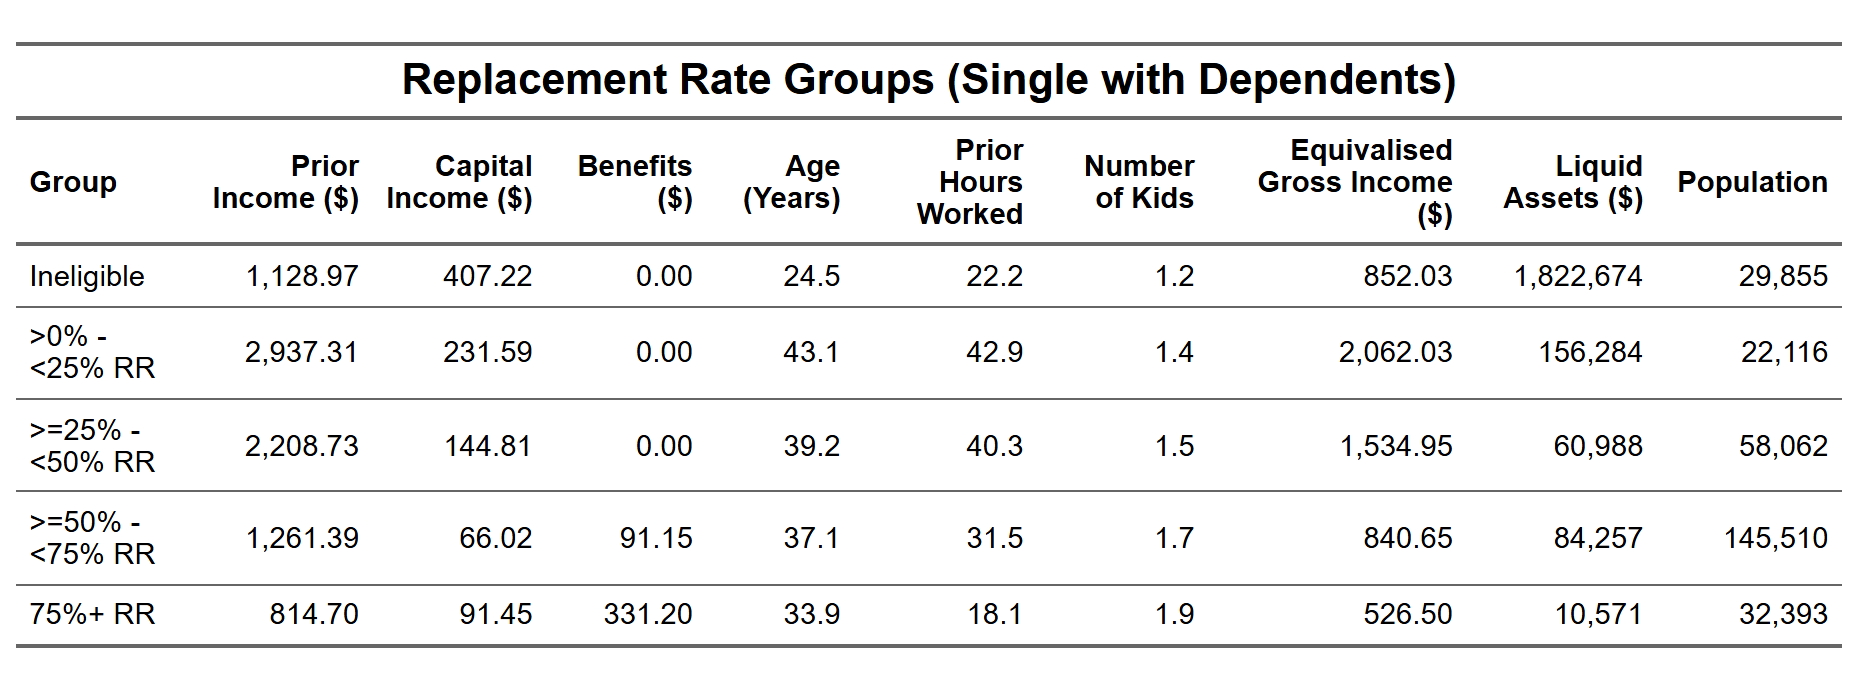 Replacement Rate Groups (Single with Dependents)
Group Prior Income ($) Capital Income ($) Benefits ($) Age (Years) Prior Hours Worked Number of Kids Equivalised Gross Income ($) Liquid Assets ($) Population
Ineligible 1,128.97 407.22 0.00 24.5 22.2 1.2 852.03 1,822,674 29,855
>0% - <25% RR 2,937.31 231.59 0.00 43.1 42.9 1.4 2,062.03 156,284 22,116
>=25% - <50% RR 2,208.73 144.81 0.00 39.2 40.3 1.5 1,534.95 60,988 58,062
>=50% - <75% RR 1,261.39 66.02 91.15 37.1 31.5 1.7 840.65 84,257 145,510
75%+ RR 814.70 91.45 331.20 33.9 18.1 1.9 526.50 10,571 32,393